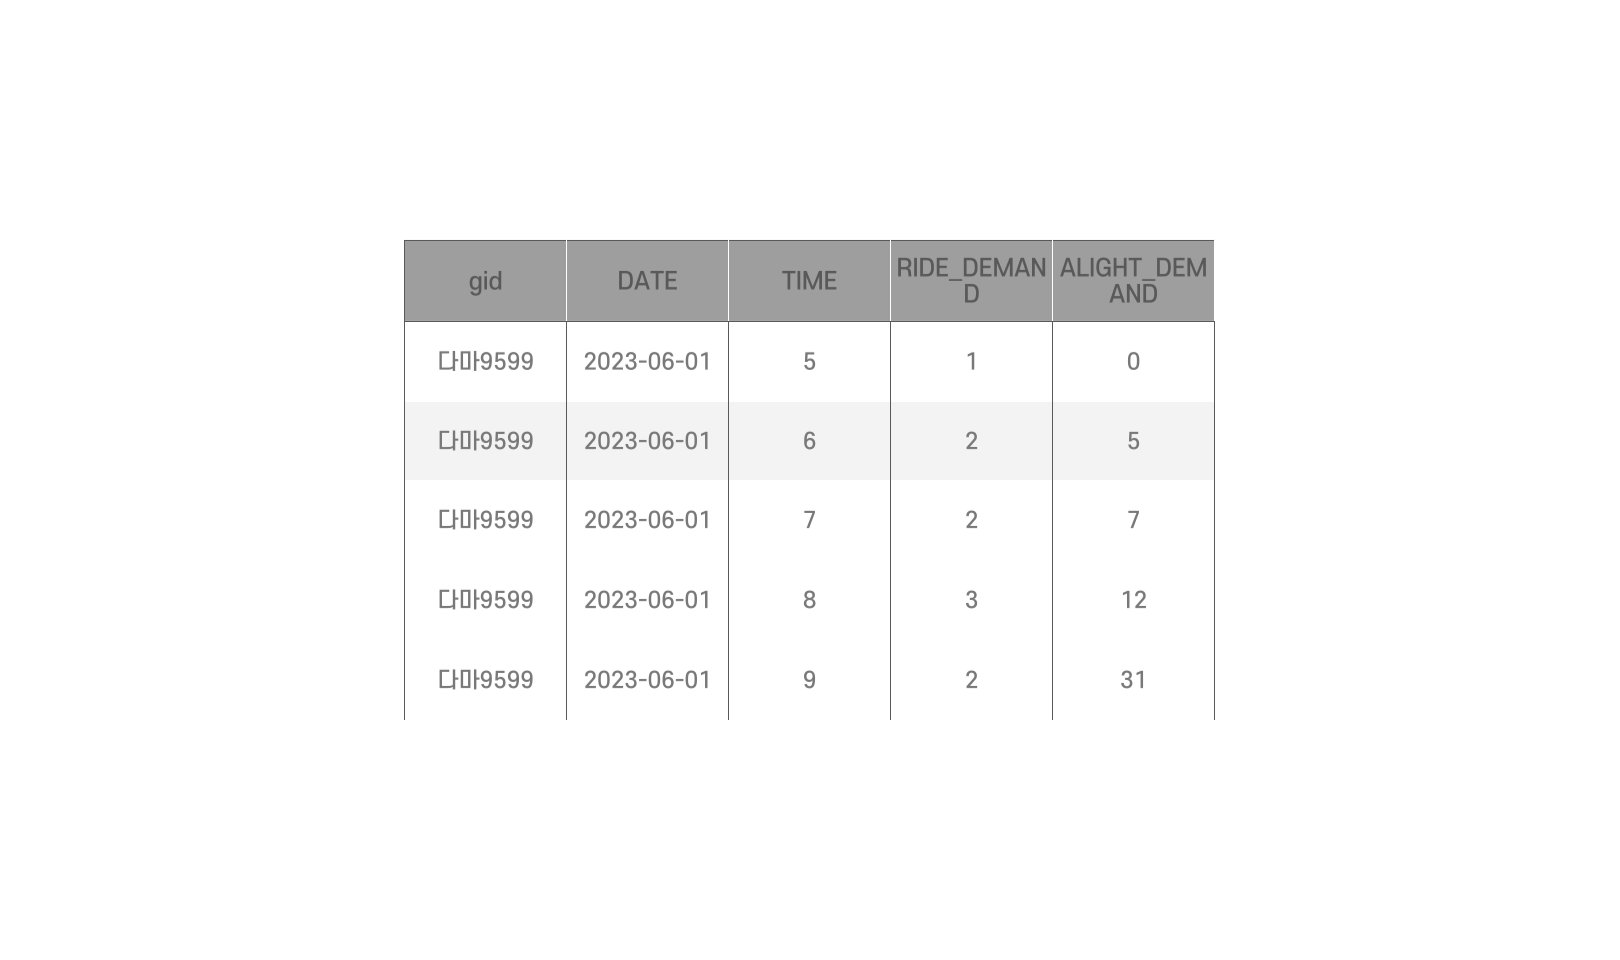 gid DATE TIME RIDE_DEMAN ALIGHT_DEM
D AND
다마9599 2023-06-01 5 1 0
다마9599 2023-06-01 6 2 5
다마9599 2023-06-01 7 2 7
다마9599 2023-06-01 8 3 12
다마9599 2023-06-01 9 2 31